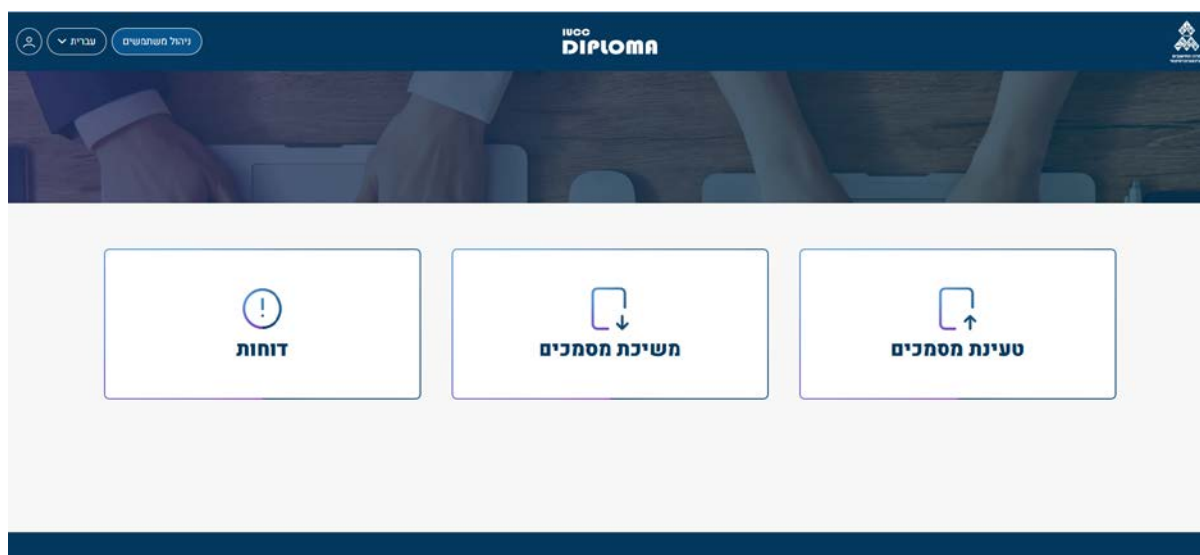 IUCC
DIPLOMA
ניהול משתמשים
עברית
טעינת מסמכים
משיכת מסמכים
דוחות